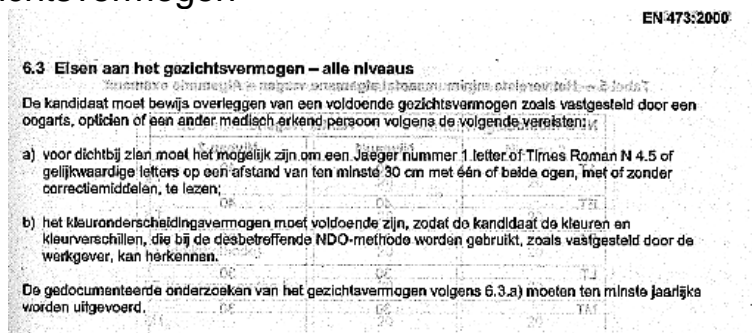 chtsvermogen
EN 473:2000
6.3 Eisen aan het gezichtsvermogen – alle niveaus
De kandidaat moet bewijs overleggen van een voldoende gezichtsvermogen zoals vastgesteld door een
oogarts, opticien of een ander medisch erkend persoon volgens de volgende vereisten:
a) voor dichtbij zien moet het mogelijk zijn om een Jaeger nummer 1 letter of Times Roman N 4.5 of
gelijkwaardige letters op een afstand van ten minste 30 cm met één of beide ogen, met of zonder
correctiemiddelen, te lezen;
b) het kleuronderscheidingsvermogen moet voldoende zijn, zodat de kandidaat de kleuren en
kleurverschillen, die bij de desbetreffende NDO-methode worden gebruikt, zoals vastgesteld door de
werkgever, kan herkennen.
De gedocumenteerde onderzoeken van het gezichtsvermogen volgens 6.3.a) moeten ten minste jaarlijks
worden uitgevoerd.